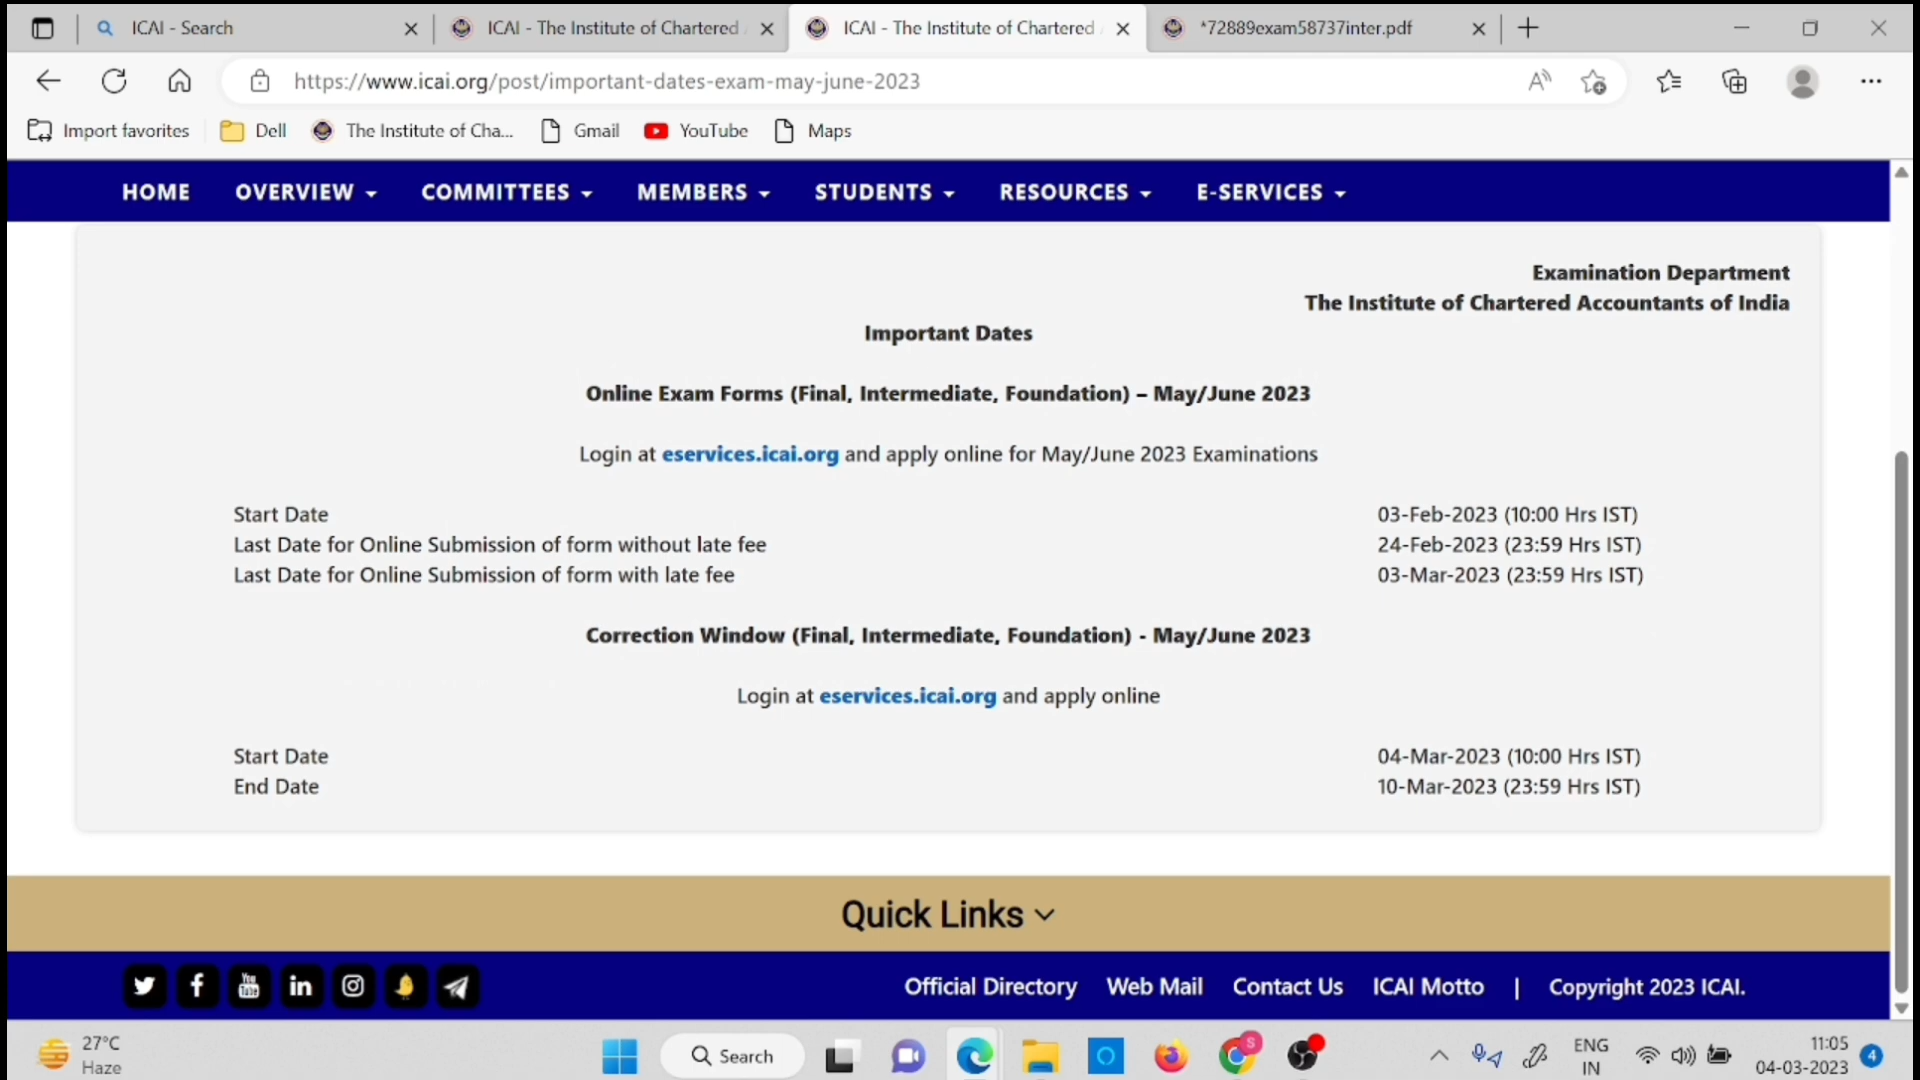 ICAI - Search
ICAI - The Institute of Chartered
ICAI - The Institute of Chartered
*72889exam58737inter.pdf
https://www.icai.org/post/important-dates-exam-may-june-2023
Import favorites
Dell
The Institute of Cha...
Gmail
YouTube
Maps
HOME
OVERVIEW
COMMITTEES
MEMBERS
STUDENTS
RESOURCES
E-SERVICES
Examination Department
The Institute of Chartered Accountants of India
Important Dates
Online Exam Forms (Final, Intermediate, Foundation) – May/June 2023
Login at eservices.icai.org and apply online for May/June 2023 Examinations
Start Date 03-Feb-2023 (10:00 Hrs IST)
Last Date for Online Submission of form without late fee 24-Feb-2023 (23:59 Hrs IST)
Last Date for Online Submission of form with late fee 03-Mar-2023 (23:59 Hrs IST)
Correction Window (Final, Intermediate, Foundation) - May/June 2023
Login at eservices.icai.org and apply online
Start Date 04-Mar-2023 (10:00 Hrs IST)
End Date 10-Mar-2023 (23:59 Hrs IST)
Quick Links
You
Tube
in
Official Directory
Web Mail
Contact Us
ICAI Motto
|
Copyright 2023 ICAI.
27°C
Haze
Search
S
ENG
IN
11:05
04-03-2023
4